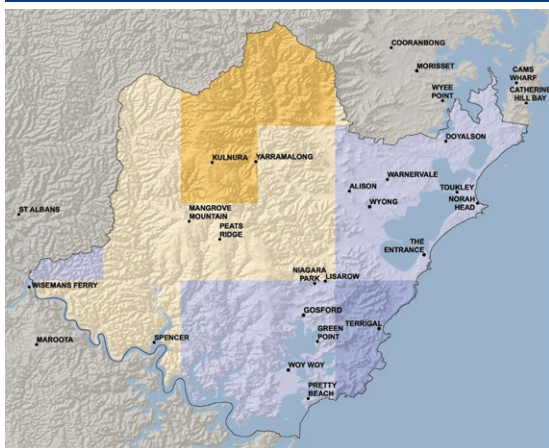 COORANBONG
MORISSET
CAMS
WHARF
CATHERINE
HILL BAY
WYEE
POINT
DOYALSON
KULNURA
YARRAMALONG
WARNERVALE
ALISON
TOUKLEY
WYONG
NORAH
HEAD
ST ALBANS
MANGROVE
MOUNTAIN
PEATS
RIDGE
THE
ENTRANCE
NIAGARA
PARK
LISAROW
WISEMANS FERRY
GOSFORD
TERRIGAL
GREEN
POINT
MAROOTA
SPENCER
WOY WOY
PRETTY
BEACH